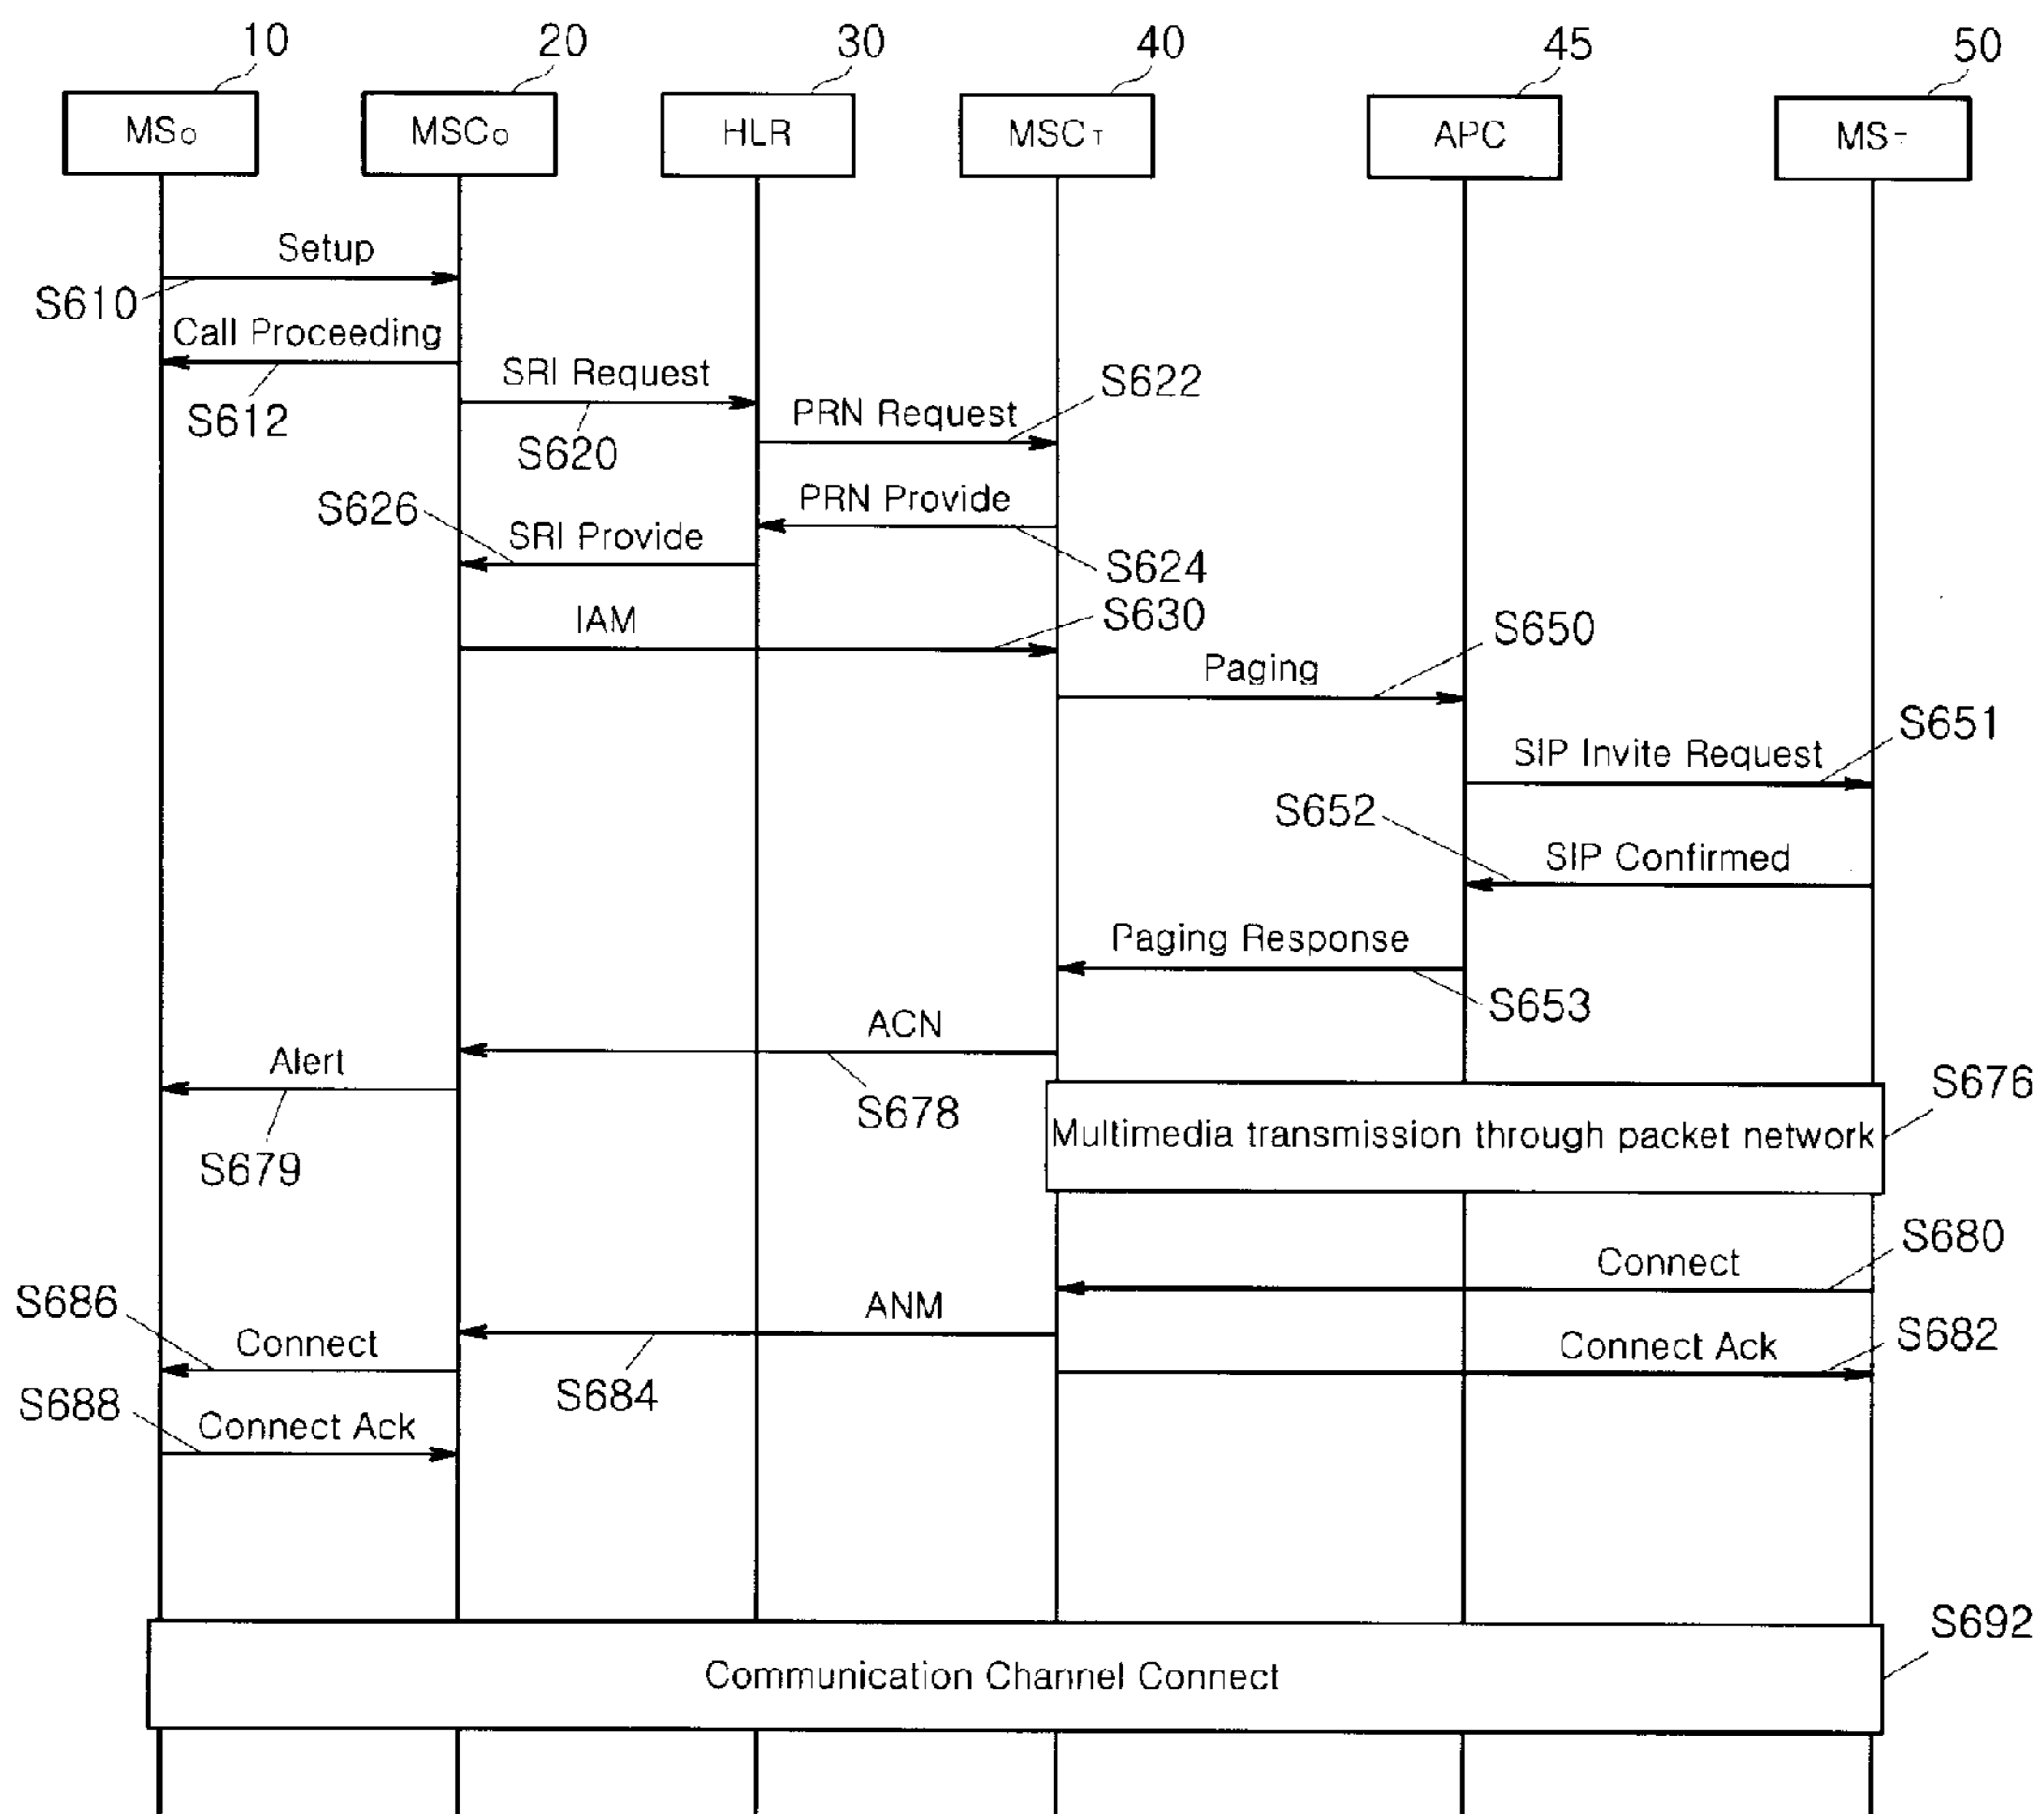 10 20 30 40 45 50
MSO MSCO HLR MSCT APC MST
Setup
S610
Call Proceeding
S612
SRI Request
S620
PRN Request
S622
PRN Provide
S624
S626
SRI Provide
IAM
S630
Paging
S650
SIP Invite Request
S651
S652
SIP Confirmed
Paging Response
S653
ACN
S678
Alert
S679
S676
Multimedia transmission through packet network
Connect
S680
ANM
S684
S686
Connect
Connect Ack
S682
S688
Connect Ack
S692
Communication Channel Connect